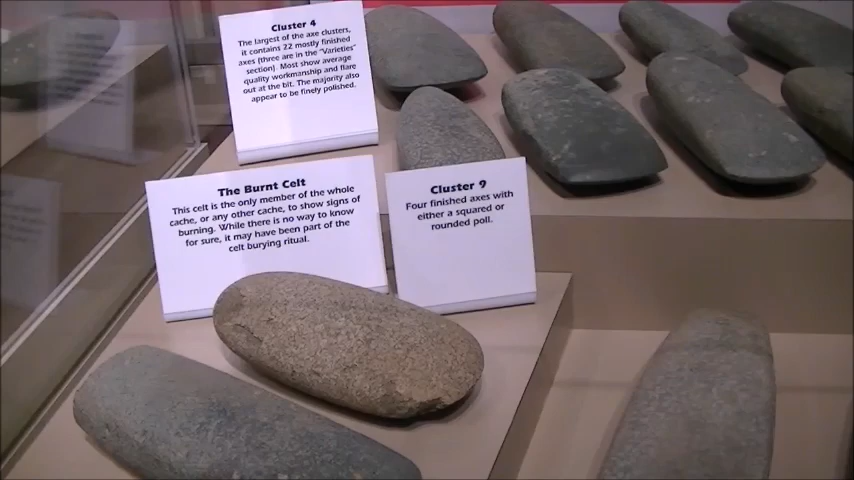 Cluster 4
The largest of the axe clusters,
it contains 22 mostly finished
axes (three are in the "Varieties"
section). Most show average
quality workmanship and flare
out at the bit. The majority also
appear to be finely polished.
The Burnt Celt
This celt is the only member of the whole
cache, or any other cache, to show signs of
burning. While there is no way to know
for sure, it may have been part of the
celt burying ritual.
Cluster 9
Four finished axes with
either a squared or
rounded poll.